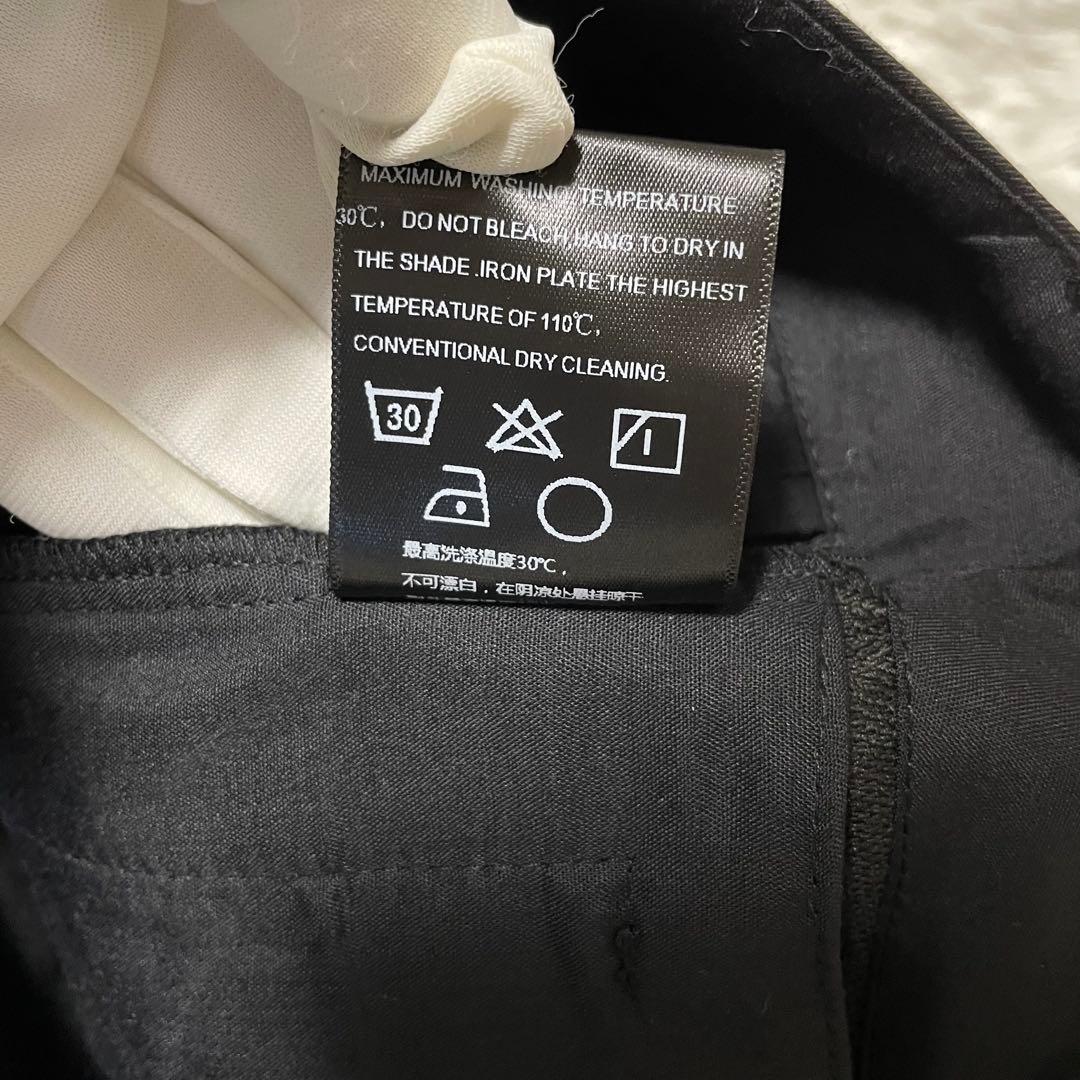 MAXIMUM WASHING TEMPERATURE
30℃, DO NOT BLEACH,HANG TO DRY IN
THE SHADE .IRON PLATE THE HIGHEST
TEMPERATURE OF 110℃,
CONVENTIONAL DRY CLEANING.
30
最高洗涤温度30℃，
不可漂白，在阴凉处悬挂晾干